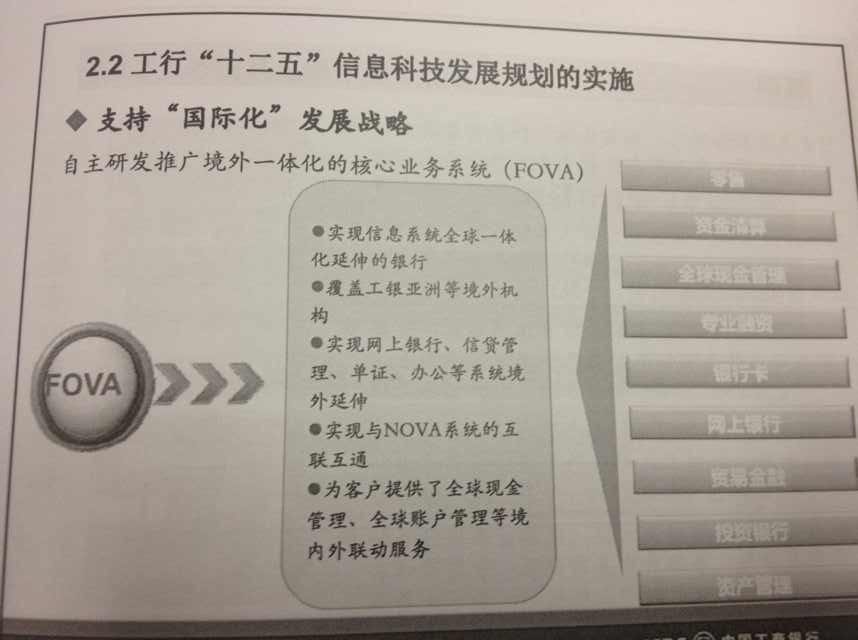 2.2 工行“十二五”信息科技发展规划的实施
◆ 支持“国际化”发展战略
自主研发推广境外一体化的核心业务系统（FOVA）
FOVA
●实现信息系统全球一体
化延伸的银行
●覆盖工银亚洲等境外机
构
●实现网上银行、信贷管
理、单证、办公等系统境
外延伸
●实现与NOVA系统的互
联互通
●为客户提供了全球现金
管理、全球账户管理等境
内外联动服务
零售
资金清算
全球现金管理
专业融资
银行卡
网上银行
贸易金融
投资银行
资产管理
中国工商银行